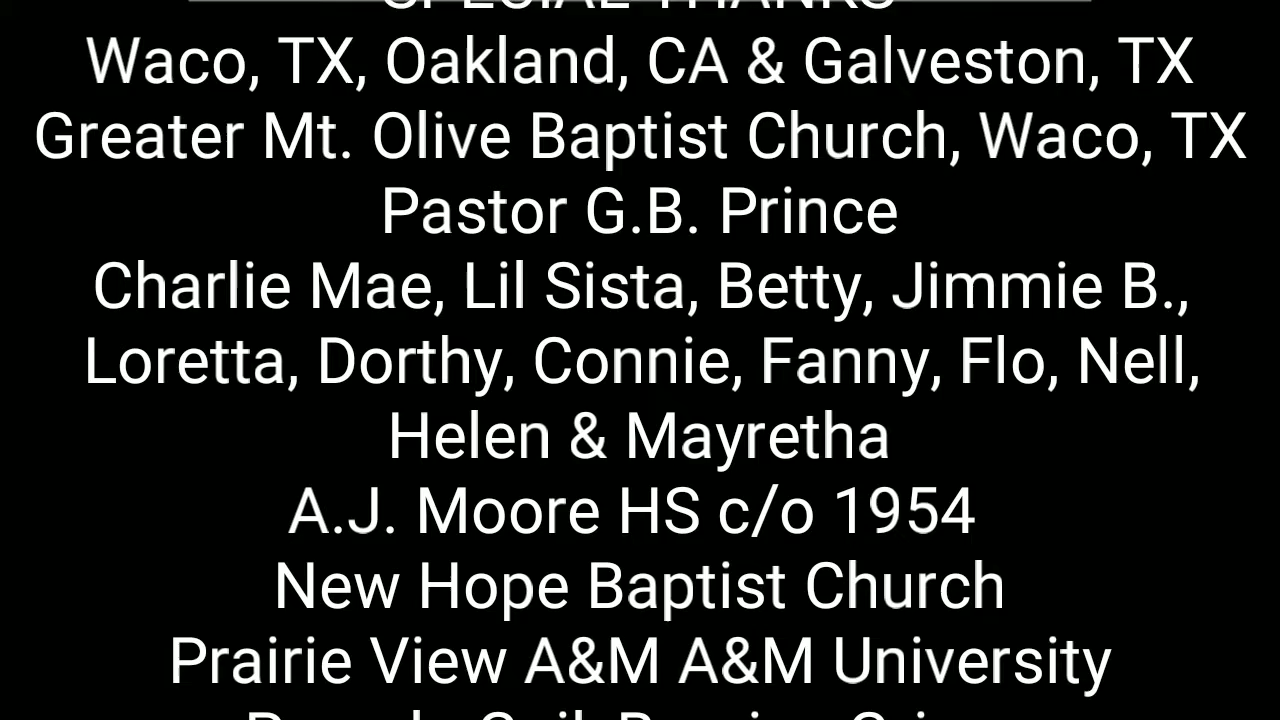 SPECIAL THANKS
Waco, TX, Oakland, CA & Galveston, TX
Greater Mt. Olive Baptist Church, Waco, TX
Pastor G.B. Prince
Charlie Mae, Lil Sista, Betty, Jimmie B.,
Loretta, Dorthy, Connie, Fanny, Flo, Nell,
Helen & Mayretha
A.J. Moore HS c/o 1954
New Hope Baptist Church
Prairie View A&M A&M University